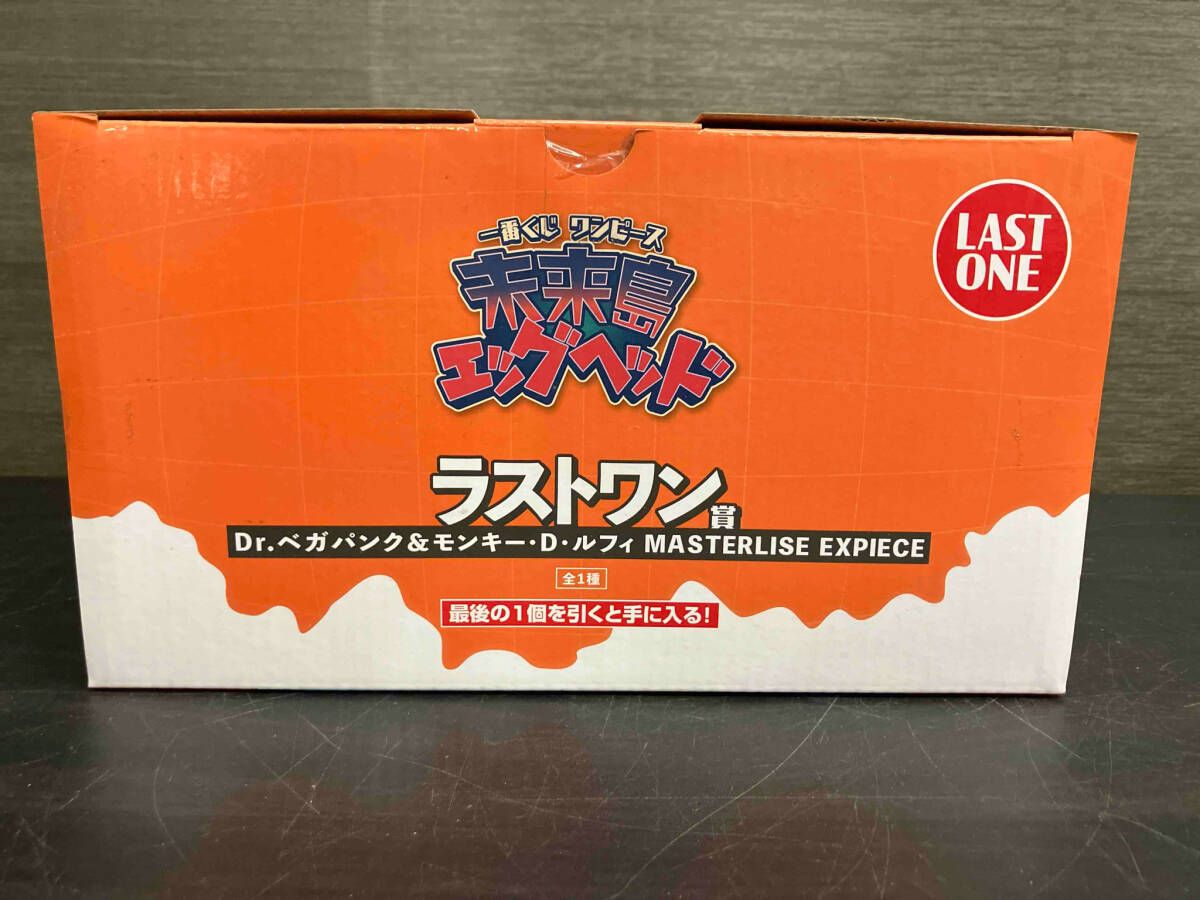 一番くじ ワンピース
未来島
エッグヘッド
LAST
ONE
ラストワン賞
Dr.ベガパンク&モンキー・D・ルフィ MASTERLISE EXPIECE
全1種
最後の1個を引くと手に入る!